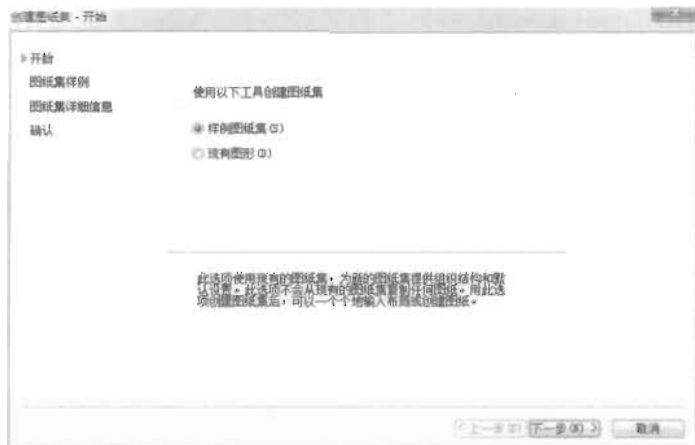 创建图纸集 - 开始
开始
图纸集样例
图纸集详细信息
确认
使用以下工具创建图纸集
样例图纸集(S)
现有图形(D)
此选项使用现有的图纸集，为新的图纸集提供组织结构和默
认设置。此选项不会从现有的图纸集复制任何图纸。用此选
项创建图纸集后，可以一个个地输入布局或创建图纸。
< 上一步(B)
下一步(N) >
取消